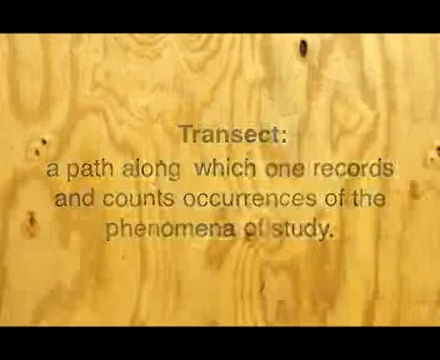 Transect:
a path along which one records
and counts occurrences of the
phenomena of study.